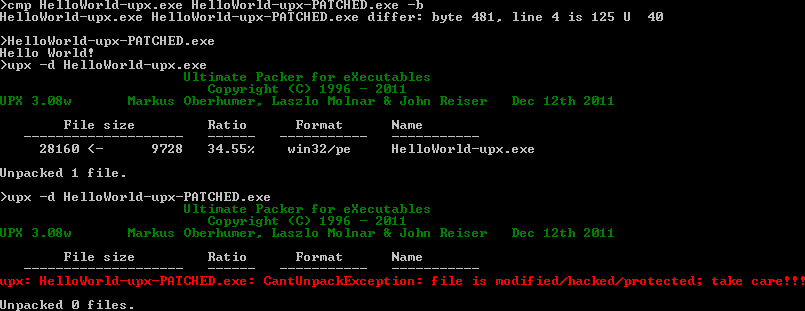 >cmp HelloWorld-upx.exe HelloWorld-upx-PATCHED.exe -b
HelloWorld-upx.exe HelloWorld-upx-PATCHED.exe differ: byte 481, line 4 is 125 U  40
>HelloWorld-upx-PATCHED.exe
Hello World!
>upx -d HelloWorld-upx.exe
Ultimate Packer for eXecutables
Copyright (C) 1996 - 2011
UPX 3.08w       Markus Oberhumer, Laszlo Molnar & John Reiser   Dec 12th 2011
File size         Ratio      Format      Name
--------------------   ------   -----------   -----------
28160 <-      9728   34.55%    win32/pe      HelloWorld-upx.exe
Unpacked 1 file.
>upx -d HelloWorld-upx-PATCHED.exe
Ultimate Packer for eXecutables
Copyright (C) 1996 - 2011
UPX 3.08w       Markus Oberhumer, Laszlo Molnar & John Reiser   Dec 12th 2011
File size         Ratio      Format      Name
--------------------   ------   -----------   -----------
upx: HelloWorld-upx-PATCHED.exe: CantUnpackException: file is modified/hacked/protected; take care!!!
Unpacked 0 files.